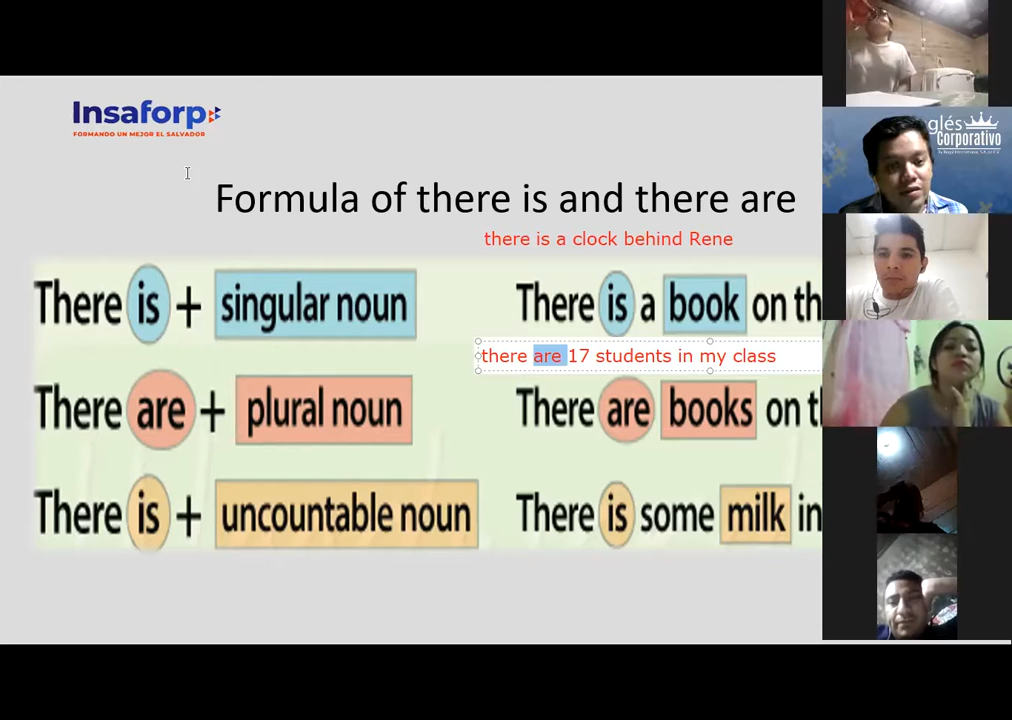 Insaforp
FORMANDO UN MEJOR EL SALVADOR
Formula of there is and there are
there is a clock behind Rene
There is + singular noun
There is a book on th
there are 17 students in my class
There are + plural noun
There are books on t
There is + uncountable noun
There is some milk in
glés
Corporativo